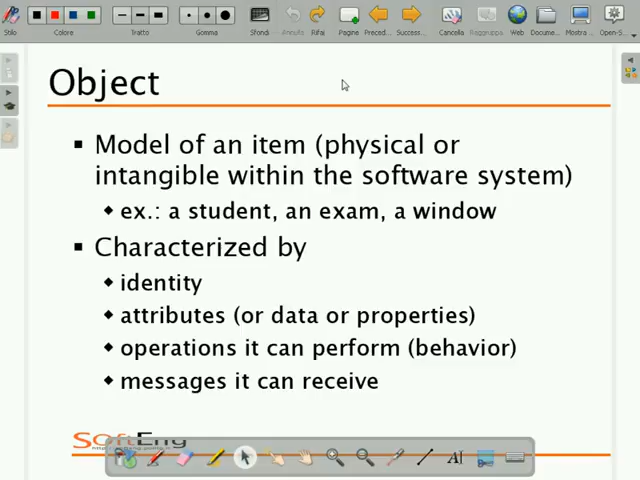 Stilo
Colore
Tratto
Gomma
Sfondi
Annulla
Rifai
Pagine
Preced...
Success...
Cancella
Raggruppa
Web
Docume...
Mostra ...
Open-S...
Object
Model of an item (physical or
intangible within the software system)
ex.: a student, an exam, a window
Characterized by
identity
attributes (or data or properties)
operations it can perform (behavior)
messages it can receive
SoftEng